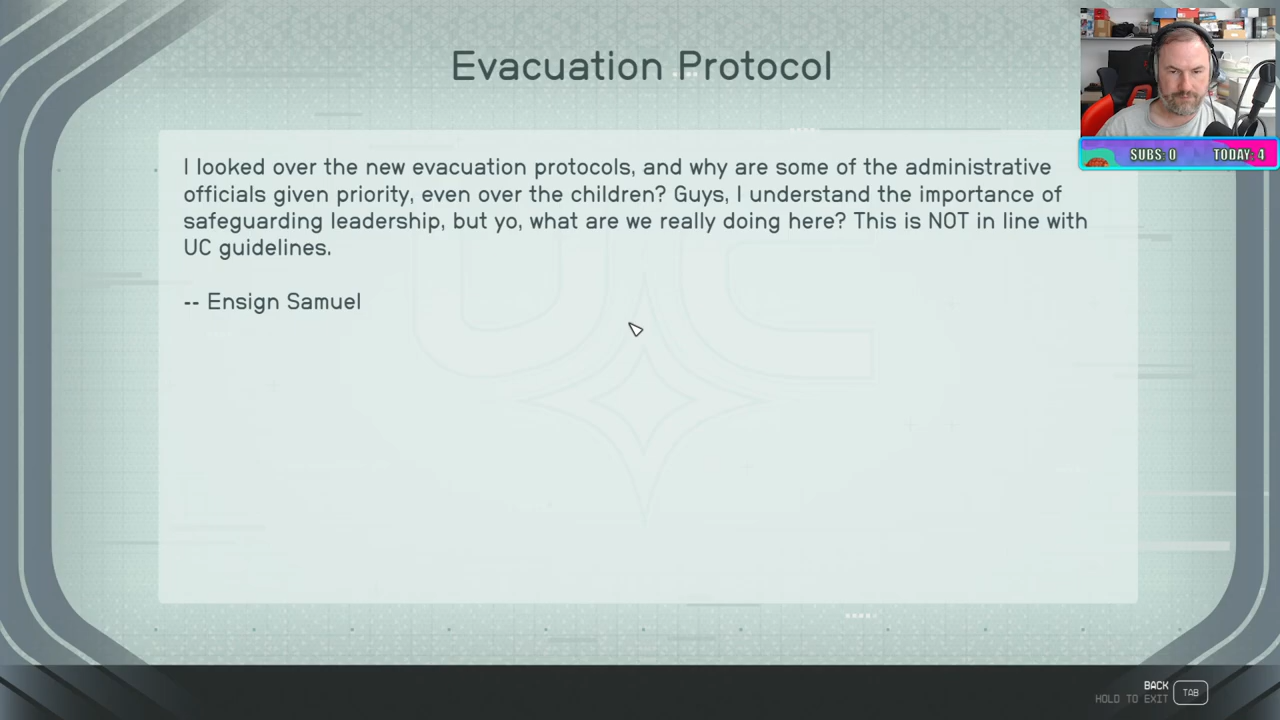 Evacuation Protocol
I looked over the new evacuation protocols, and why are some of the administrative
officials given priority, even over the children? Guys, I understand the importance of
safeguarding leadership, but yo, what are we really doing here? This is NOT in line with
UC guidelines.
-- Ensign Samuel
UC
SUBS: 0 TODAY: 4
BACK
HOLD TO EXIT TAB